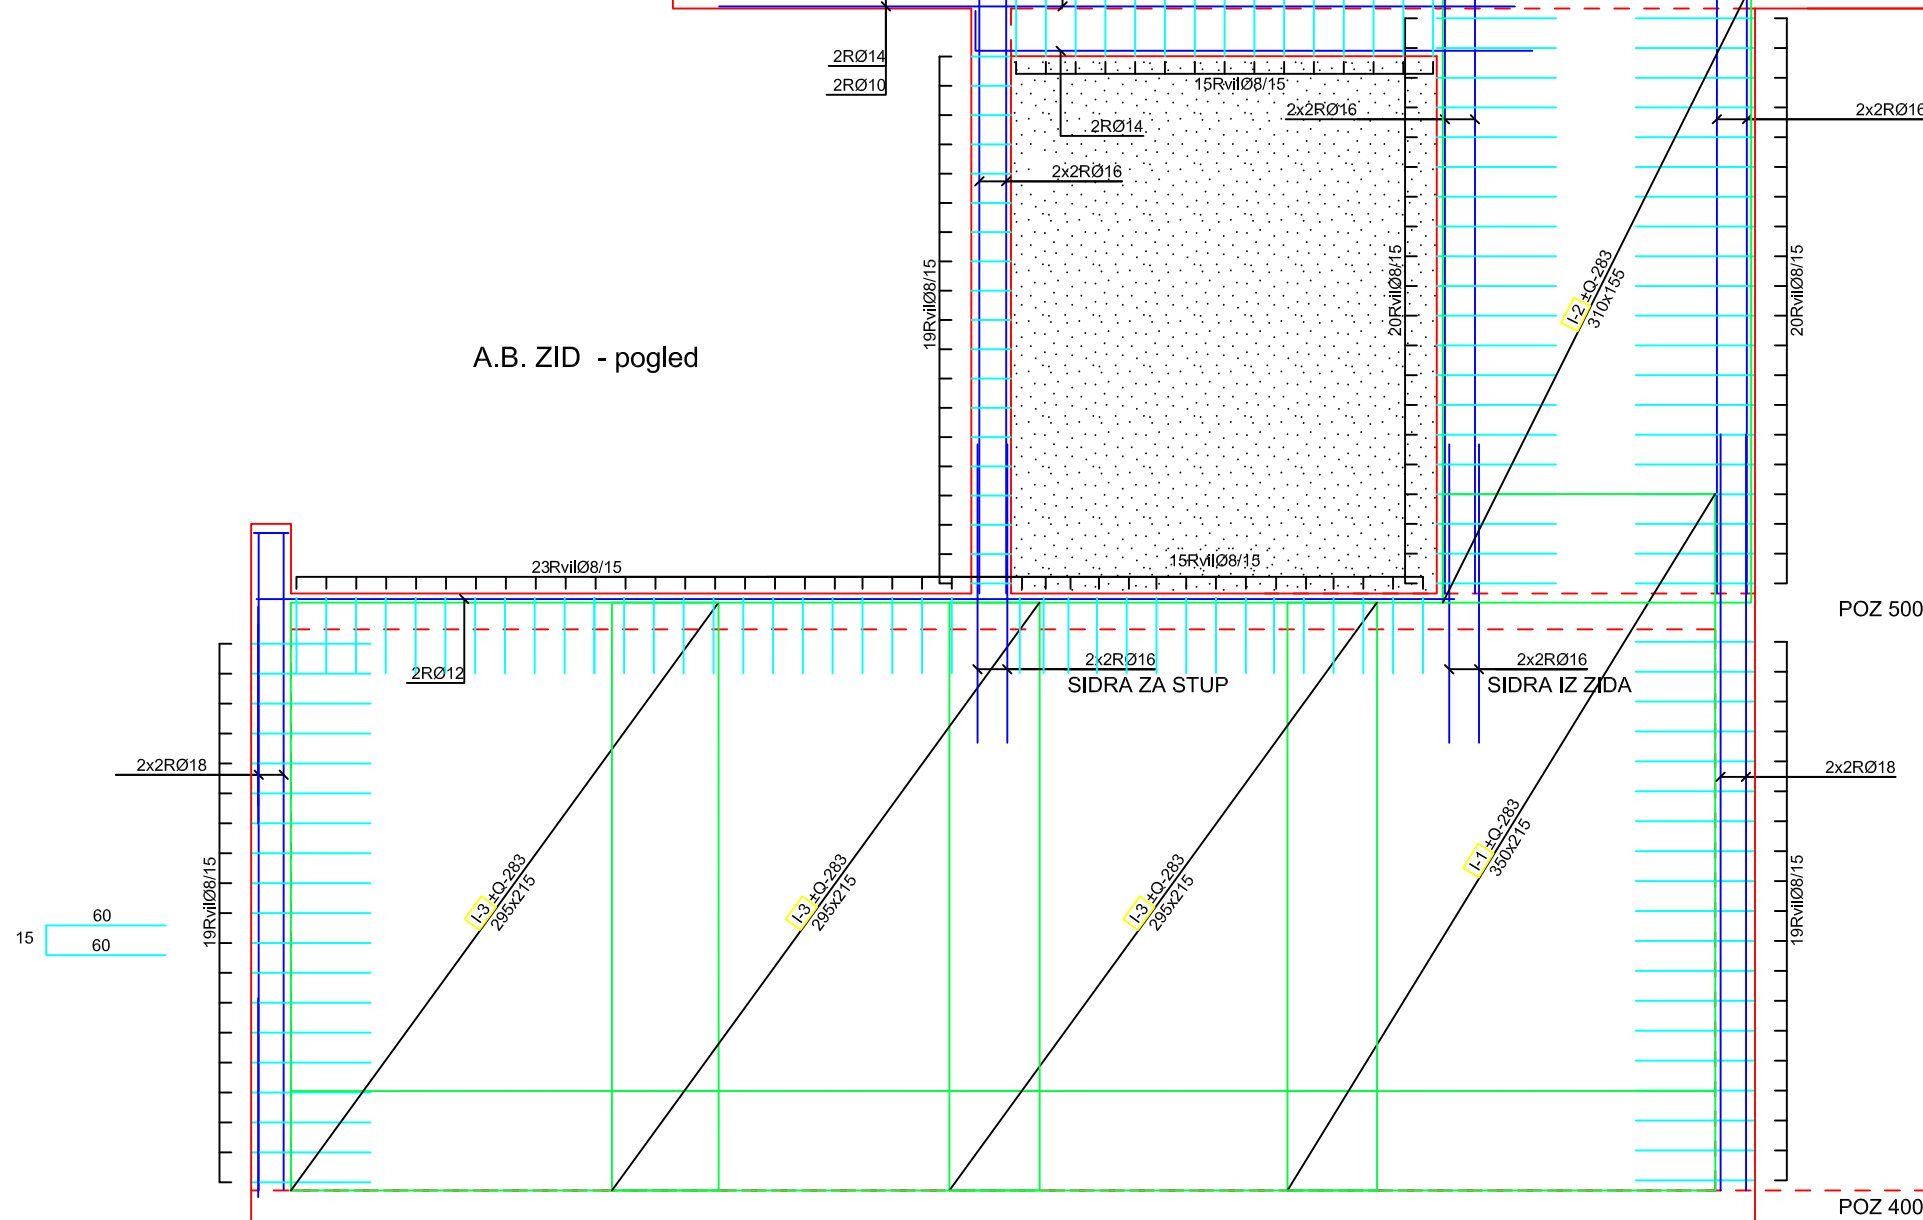 2RØ14
2RØ10
15RvilØ8/15
2x2RØ16
2x2RØ16
2RØ14
2x2RØ16
19RvilØ8/15
20RvilØ8/15
I-2 ±Q-283
310x155
20RvilØ8/15
A.B. ZID - pogled
23RvilØ8/15
15RvilØ8/15
POZ 500
2RØ12
2x2RØ16
SIDRA ZA STUP
2x2RØ16
SIDRA IZ ZIDA
2x2RØ18
2x2RØ18
19RvilØ8/15
I-3 ±Q-283
295x215
I-3 ±Q-283
295x215
I-3 ±Q-283
295x215
I-1 ±Q-283
350x215
19RvilØ8/15
60
15
60
POZ 400